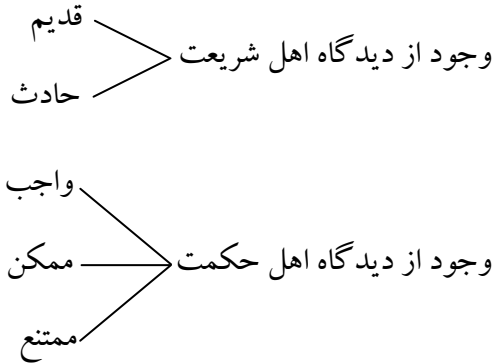 وجود از دیدگاه اهل شریعت
قدیم
حادث
وجود از دیدگاه اهل حکمت
واجب
ممکن
ممتنع